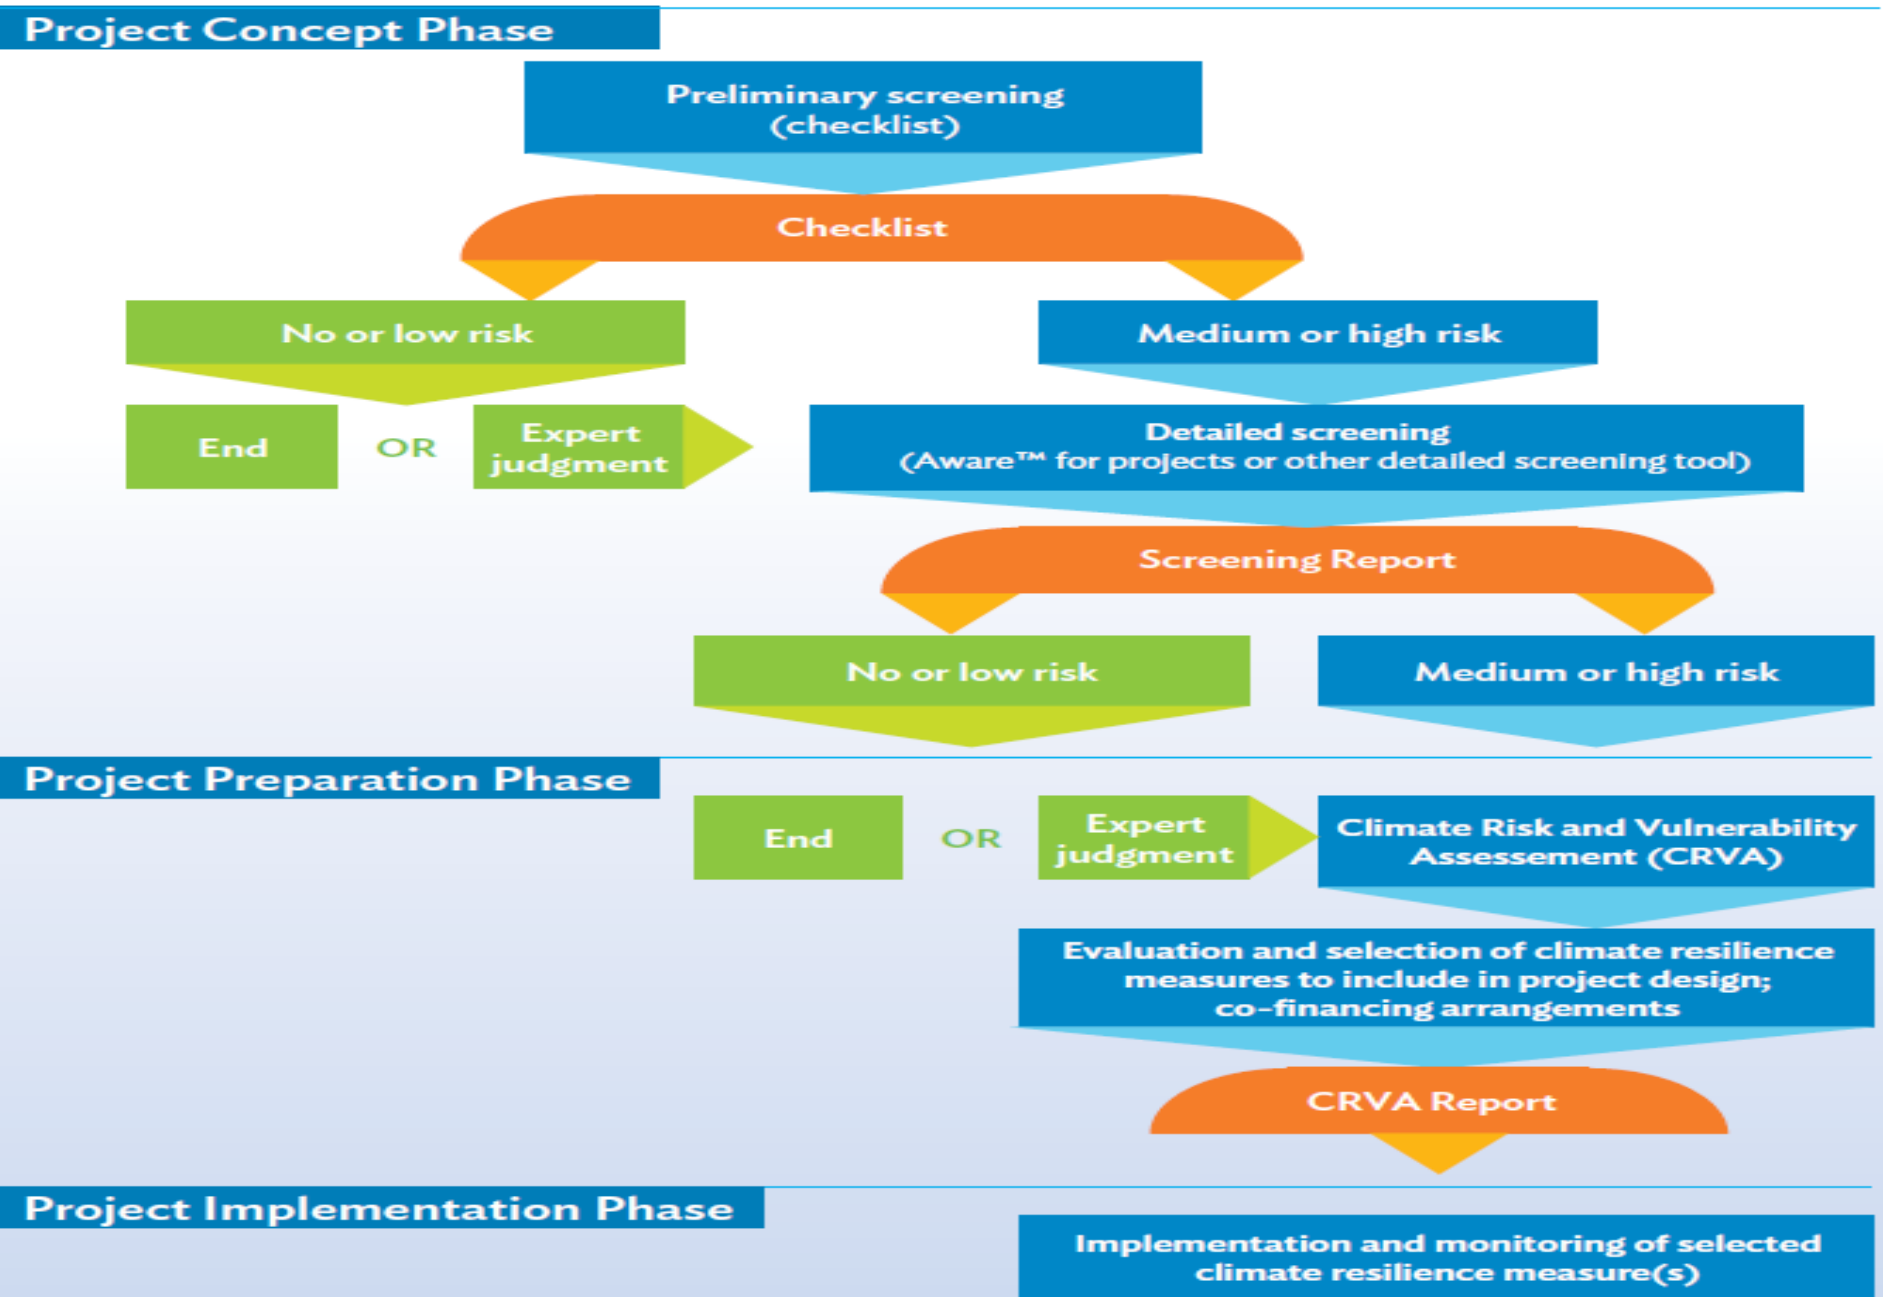 Project Concept Phase
Preliminary screening
(checklist)
Checklist
No or low risk
Medium or high risk
End
OR
Expert
judgment
Detailed screening
(Aware™ for projects or other detailed screening tool)
Screening Report
No or low risk
Medium or high risk
Project Preparation Phase
End
OR
Expert
judgment
Climate Risk and Vulnerability
Assessement (CRVA)
Evaluation and selection of climate resilience
measures to include in project design;
co-financing arrangements
CRVA Report
Project Implementation Phase
Implementation and monitoring of selected
climate resilience measure(s)